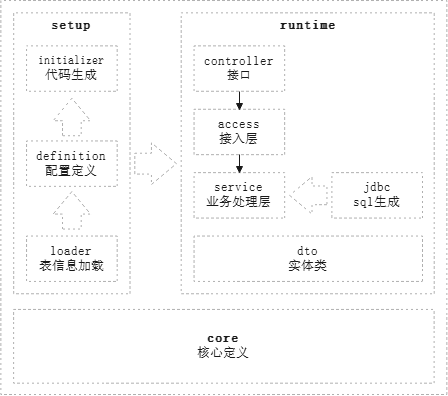 setup
initializer
代码生成
definition
配置定义
loader
表信息加载
runtime
controller
接口
access
接入层
service
业务处理层
jdbc
sql生成
dto
实体类
core
核心定义